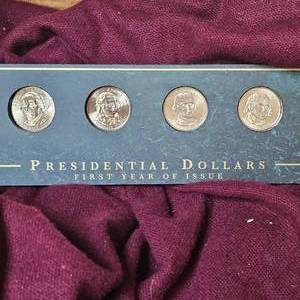 PRESIDENTIAL DOLLARS
FIRST YEAR OF ISSUE